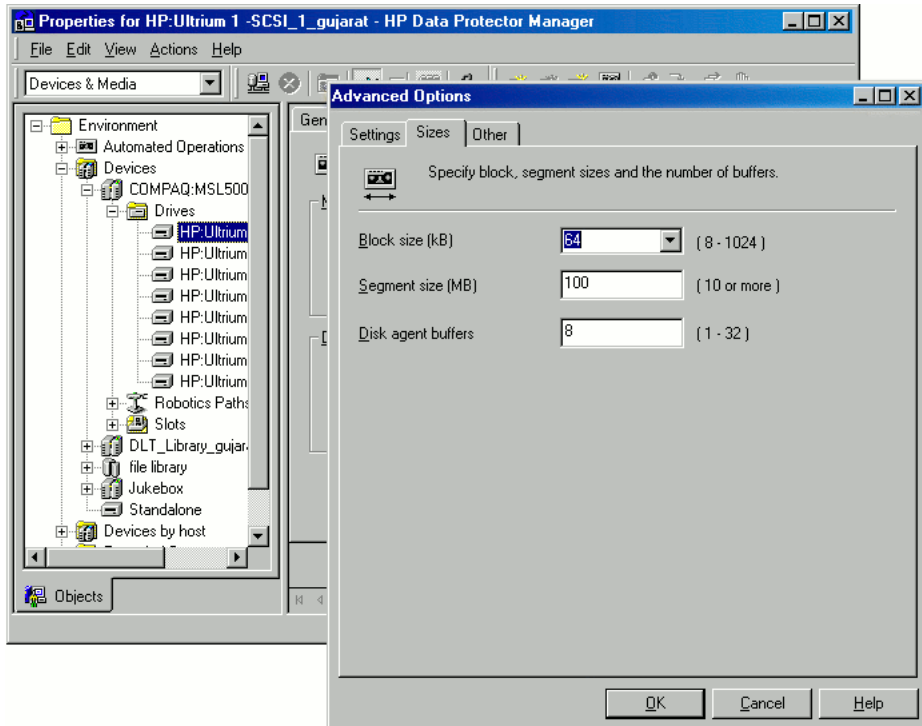 Properties for HP:Ultrium 1 -SCSI_1_gujarat - HP Data Protector Manager
File Edit View Actions Help
Devices & Media
Environment
Automated Operations
Devices
COMPAQ:MSL500
Drives
HP:Ultrium
HP:Ultrium
HP:Ultrium
HP:Ultrium
HP:Ultrium
HP:Ultrium
HP:Ultrium
HP:Ultrium
Robotics Paths
Slots
DLT_Library_gujar
file library
Jukebox
Standalone
Devices by host
Objects
Gen
Advanced Options
Settings Sizes Other
Specify block, segment sizes and the number of buffers.
Block size (kB) 64 ( 8 - 1024 )
Segment size (MB) 100 ( 10 or more )
Disk agent buffers 8 ( 1 - 32 )
OK Cancel Help